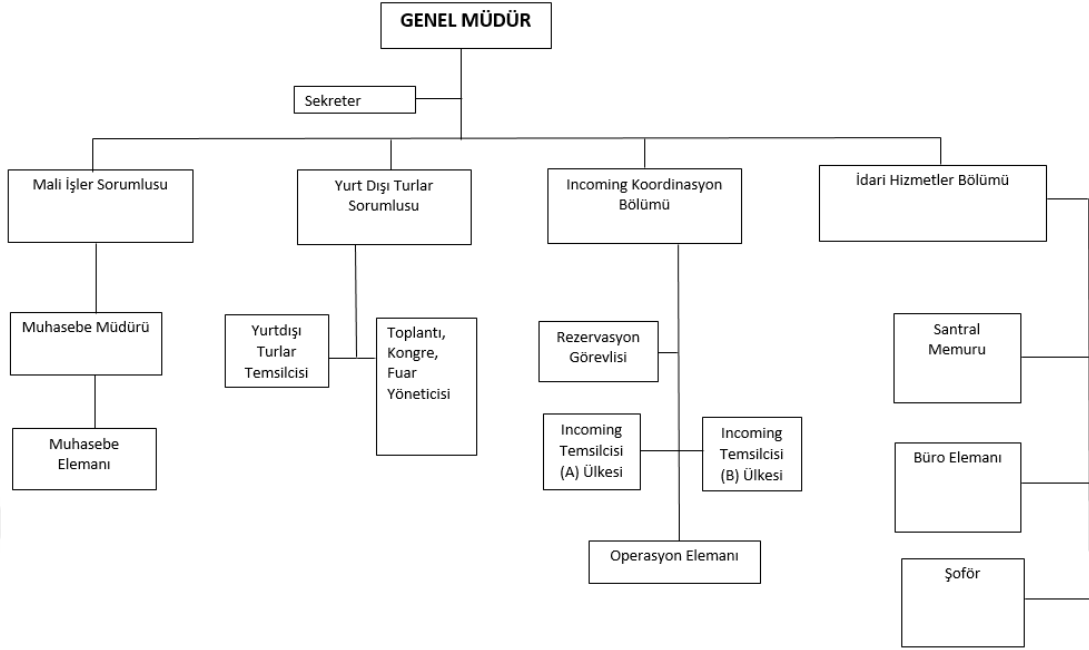 GENEL MÜDÜR
Sekreter
Mali İşler Sorumlusu
Yurt Dışı Turlar
Sorumlusu
Incoming Koordinasyon
Bölümü
İdari Hizmetler Bölümü
Muhasebe Müdürü
Yurtdışı
Turlar
Temsilcisi
Toplantı,
Kongre,
Fuar
Yöneticisi
Rezervasyon
Görevlisi
Santral
Memuru
Muhasebe
Elemanı
Incoming
Temsilcisi
(A) Ülkesi
Incoming
Temsilcisi
(B) Ülkesi
Büro Elemanı
Operasyon Elemanı
Şoför